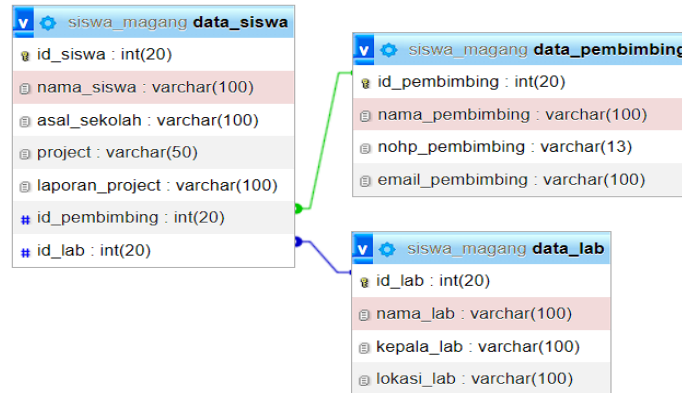 siswa_magang data_siswa
id_siswa : int(20)
nama_siswa : varchar(100)
asal_sekolah : varchar(100)
project : varchar(50)
laporan_project : varchar(100)
# id_pembimbing : int(20)
# id_lab : int(20)
siswa_magang data_pembimbing
id_pembimbing : int(20)
nama_pembimbing : varchar(100)
nohp_pembimbing : varchar(13)
email_pembimbing : varchar(100)
siswa_magang data_lab
id_lab : int(20)
nama_lab : varchar(100)
kepala_lab : varchar(100)
lokasi_lab : varchar(100)